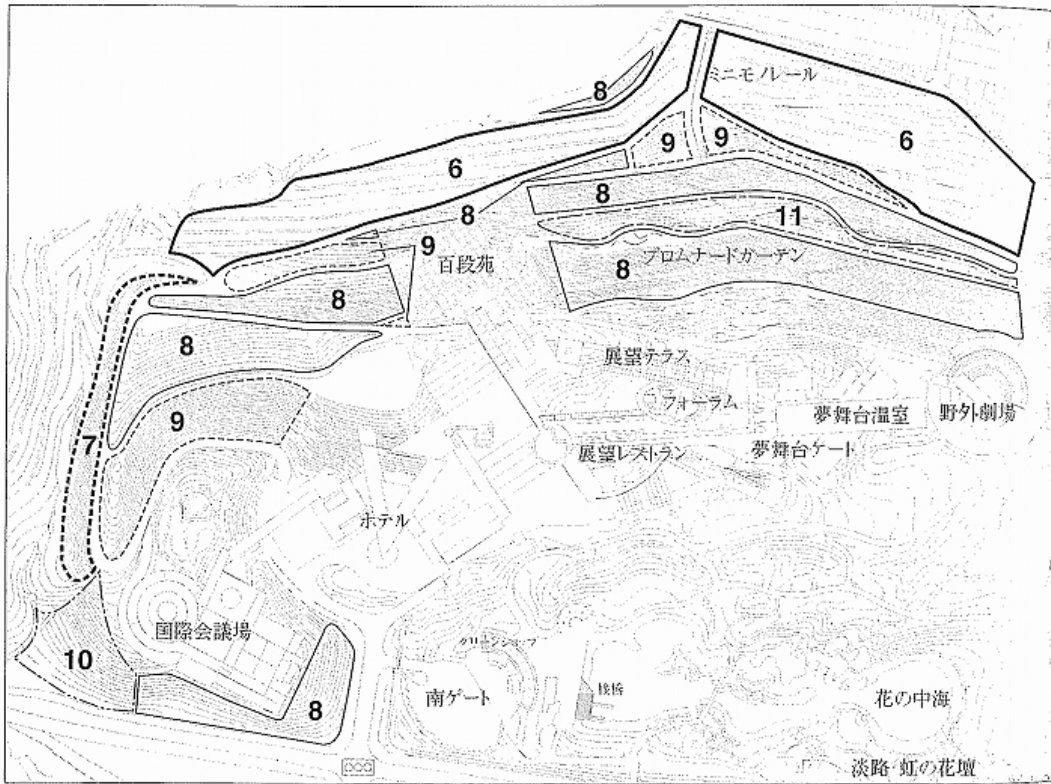 ミニモノレール
8
6
9
9
6
8
8
11
9
百段苑
プロムナードガーデン
8
8
8
展望テラス
フォーラム
夢舞台温室
野外劇場
9
7
展望レストラン
夢舞台ゲート
ホテル
国際会議場
グリーンショップ
10
南ゲート
桟橋
8
花の中海
淡路 虹の花壇